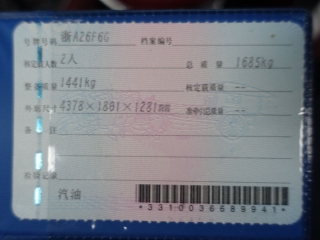 号牌号码 浙A26F6G 档案编号
核定载人数 2人 总质量 1685kg
整备质量 1441kg 核定载质量 --
外廓尺寸 4378×1891×1281mm 准牵引总质量 --
备注
检验记录
汽油
*3310036689941*